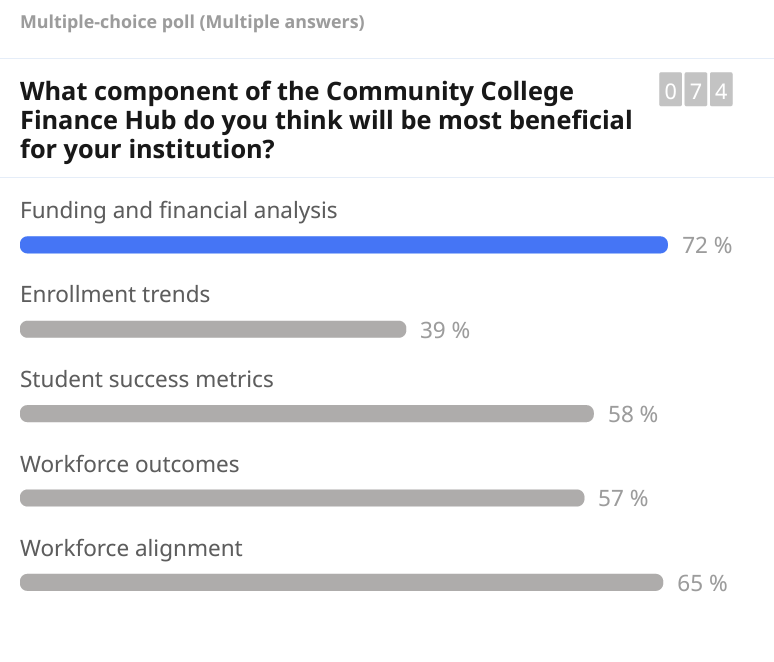 Multiple-choice poll (Multiple answers)
What component of the Community College
Finance Hub do you think will be most beneficial
for your institution?
074
Funding and financial analysis
72 %
Enrollment trends
39 %
Student success metrics
58 %
Workforce outcomes
57 %
Workforce alignment
65 %